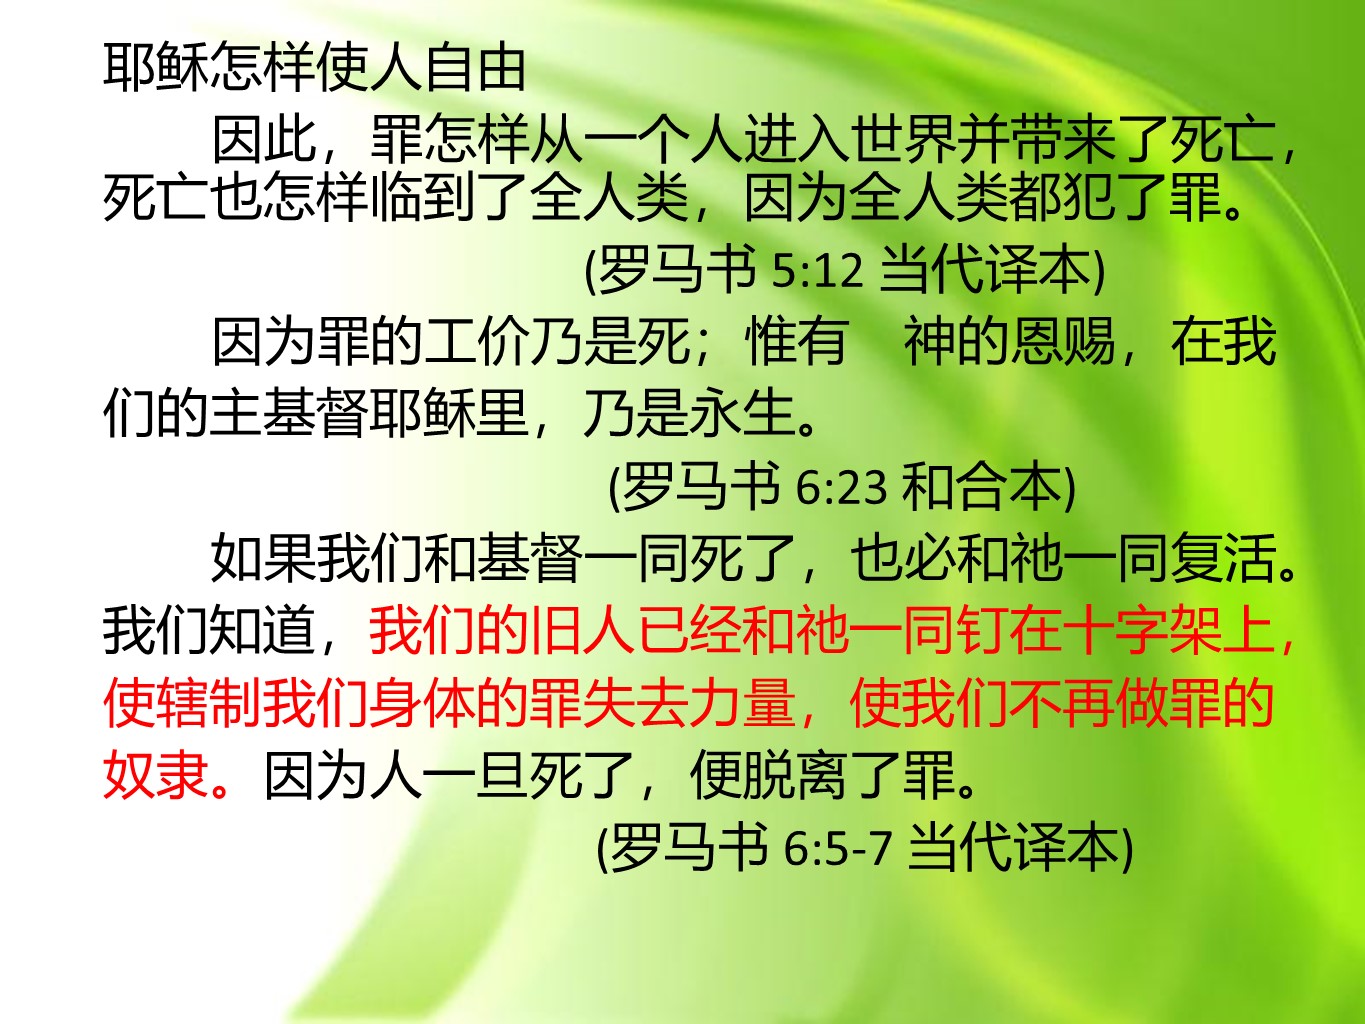 耶稣怎样使人自由
因此，罪怎样从一个人进入世界并带来了死亡，
死亡也怎样临到了全人类，因为全人类都犯了罪。
(罗马书 5:12 当代译本)
因为罪的工价乃是死；惟有　神的恩赐，在我
们的主基督耶稣里，乃是永生。
(罗马书 6:23 和合本)
如果我们和基督一同死了，也必和祂一同复活。
我们知道，我们的旧人已经和祂一同钉在十字架上，
使辖制我们身体的罪失去力量，使我们不再做罪的
奴隶。因为人一旦死了，便脱离了罪。
(罗马书 6:5-7 当代译本)